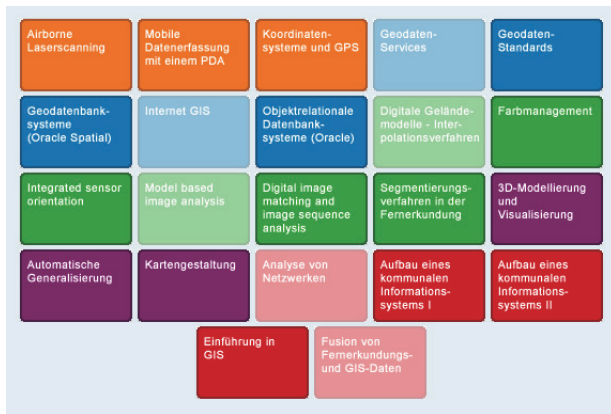 Airborne
Laserscanning
Mobile
Datenerfassung
mit einem PDA
Koordinaten-
systeme und GPS
Geodaten-
Services
Geodaten-
Standards
Geodatenbank-
systeme
(Oracle Spatial)
Internet GIS
Objektrelationale
Datenbank-
systeme (Oracle)
Digitale Gelände-
modelle - Inter-
polationsverfahren
Farbmanagement
Integrated sensor
orientation
Model based
image analysis
Digital image
matching and
image sequence
analysis
Segmentierungs-
verfahren in der
Fernerkundung
3D-Modellierung
und
Visualisierung
Automatische
Generalisierung
Kartengestaltung
Analyse von
Netzwerken
Aufbau eines
kommunalen
Informations-
systems I
Aufbau eines
kommunalen
Informations-
systems II
Einführung in
GIS
Fusion von
Fernerkundungs-
und GIS-Daten